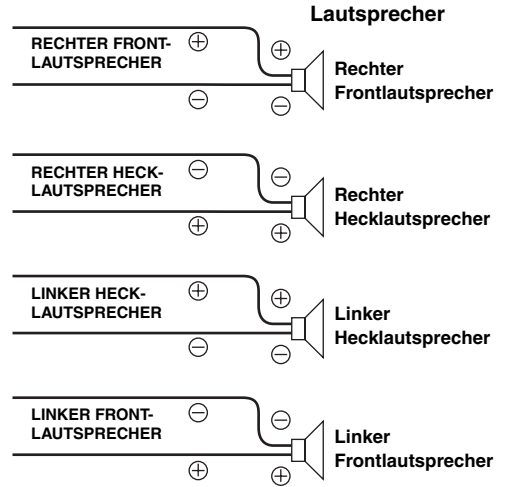 Lautsprecher
RECHTER FRONT-
LAUTSPRECHER
⊕
⊕
⊖
⊖
Rechter
Frontlautsprecher
RECHTER HECK-
LAUTSPRECHER
⊖
⊖
⊕
⊕
Rechter
Hecklautsprecher
LINKER HECK-
LAUTSPRECHER
⊕
⊕
⊖
⊖
Linker
Hecklautsprecher
LINKER FRONT-
LAUTSPRECHER
⊖
⊖
⊕
⊕
Linker
Frontlautsprecher